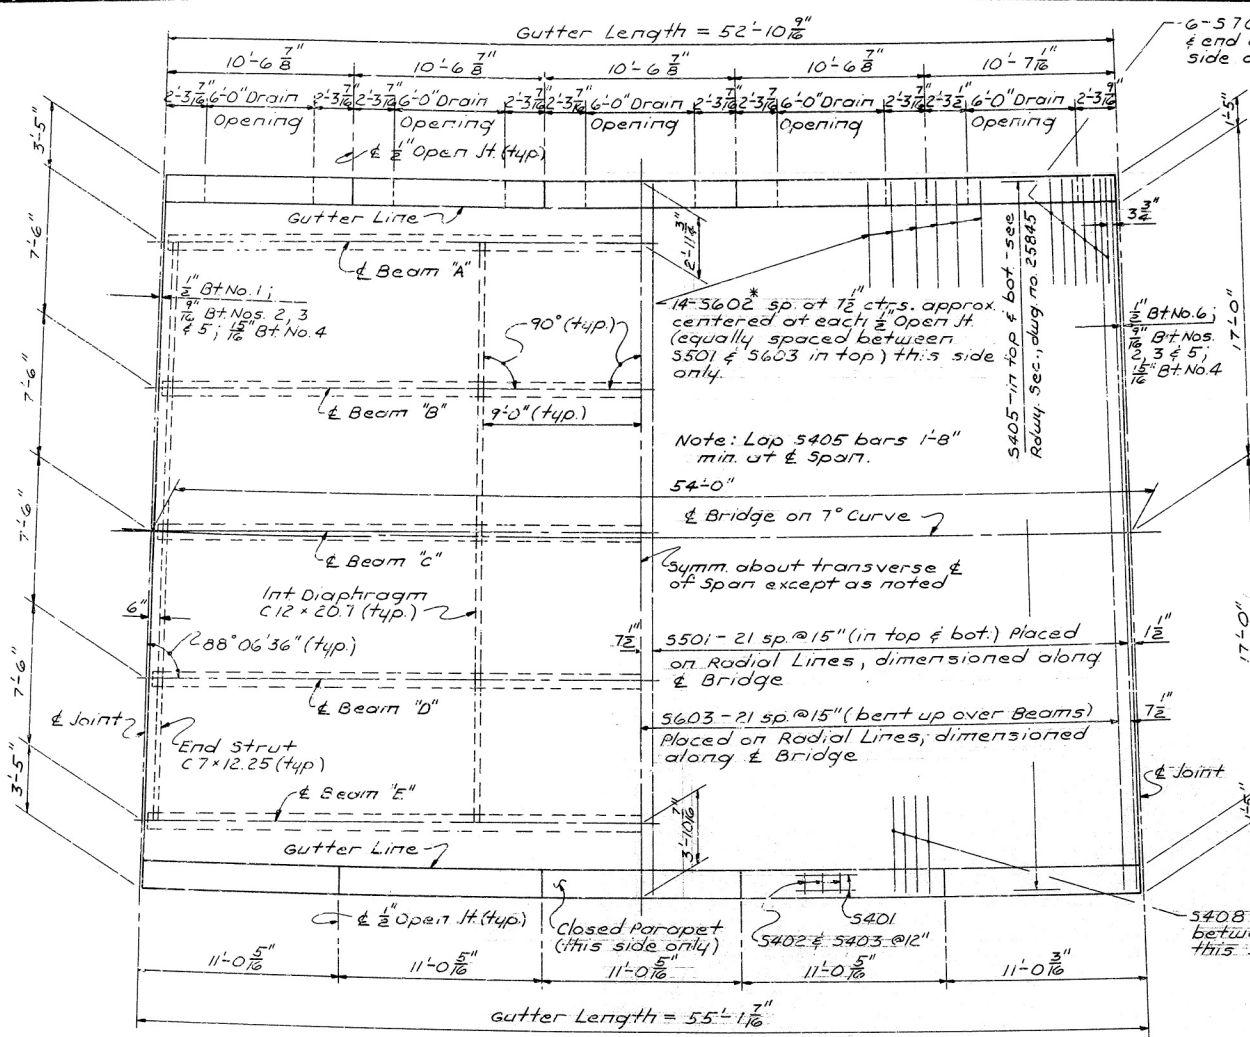 Gutter Length = 52'-10 9/16"
6-S70
& end
side o
10'-6 7/8" 10'-6 7/8" 10'-6 7/8" 10'-6 7/8" 10'-7 1/16"
2'-3 7/16" 6'-0" Drain Opening 2'-3 7/16"
2'-3 7/16" 6'-0" Drain Opening 2'-3 7/16"
2'-3 7/16" 6'-0" Drain Opening 2'-3 7/16"
2'-3 7/16" 6'-0" Drain Opening 2'-3 7/16"
2'-3 1/2" 6'-0" Drain Opening 2'-3 9/16"
℄ 1/2" Open Jt. (typ.)
3'-5"
7'-6"
7'-6"
7'-6"
7'-6"
3'-5"
1'-5"
17'-0"
17'-0"
1'-5"
Gutter Line
℄ Beam "A"
2'-11 3/4"
3 3/4"
1/2" Bt No. 1;
9/16" Bt Nos. 2, 3
& 5; 15/16" Bt No. 4
90° (typ.)
14-S602* sp. at 7 1/2" ctrs. approx.
centered at each 1/2" Open Jt.
(equally spaced between
S501 & S603 in top) this side
only.
S405-in top & bot.-see
Rdwy Sec., dwg. no. 25845
1/2" Bt No. 6;
9/16" Bt Nos.
2, 3 & 5;
15/16" Bt No. 4
℄ Beam "B"
9'-0" (typ.)
Note: Lap S405 bars 1'-8"
min. at ℄ Span.
54'-0"
℄ Bridge on 7° Curve
℄ Beam "C"
Symm. about transverse ℄
of Span except as noted
Int Diaphragm
C12 x 20.7 (typ.)
6"
88° 06' 36" (typ.)
7 1/2"
S501 - 21 sp. @ 15" (in top & bot.) Placed
on Radial Lines, dimensioned along
℄ Bridge
1 1/2"
℄ Beam "D"
S603 - 21 sp. @ 15" (bent up over Beams)
Placed on Radial Lines, dimensioned
along ℄ Bridge
7 1/2"
℄ Joint
End Strut
C7 x 12.25 (typ)
℄ Joint
℄ Beam "E"
3'-10 7/16"
Gutter Line
℄ 1/2" Open Jt. (typ.)
Closed Parapet
(this side only)
S401
S402 & S403 @ 12"
S408
betw
this
11'-0 5/16" 11'-0 5/16" 11'-0 5/16" 11'-0 5/16" 11'-0 3/16"
Gutter Length = 55'-1 7/16"